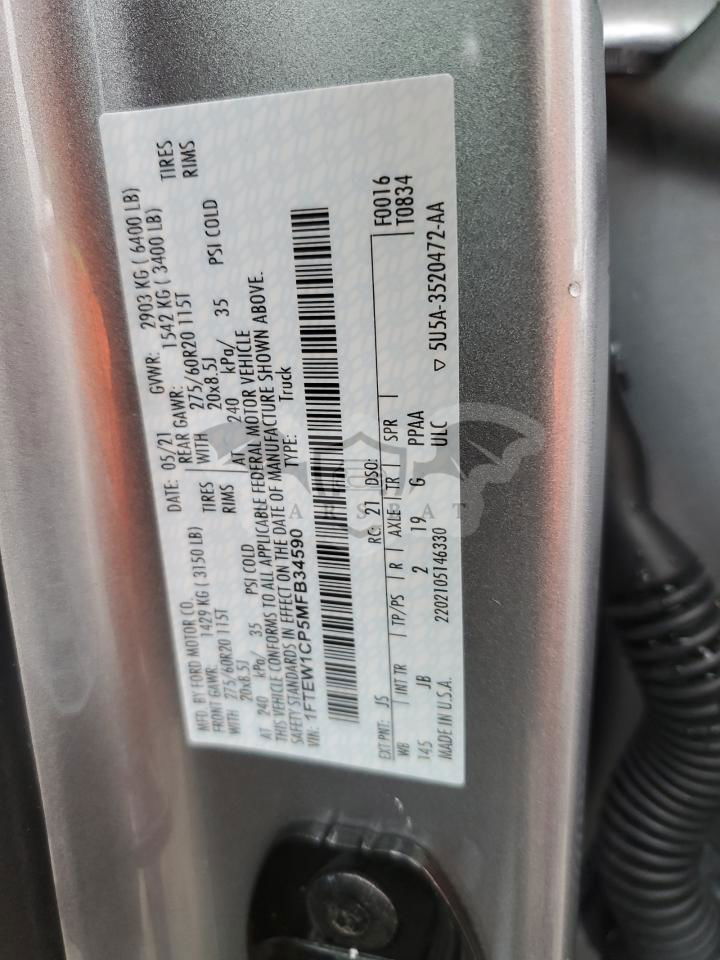 MFD. BY FORD MOTOR CO.
DATE: 05/21 GVWR: 2903 KG ( 6400 LB)
FRONT GAWR: 1429 KG ( 3150 LB) REAR GAWR: 1542 KG ( 3400 LB)
WITH 275/60R20 115T TIRES WITH 275/60R20 115T TIRES
20x8.5J RIMS 20x8.5J RIMS
AT 240 kPa/ 35 PSI COLD AT 240 kPa/ 35 PSI COLD
THIS VEHICLE CONFORMS TO ALL APPLICABLE FEDERAL MOTOR VEHICLE
SAFETY STANDARDS IN EFFECT ON THE DATE OF MANUFACTURE SHOWN ABOVE.
VIN: 1FTEW1CP5MFB34590 TYPE: Truck
EXT PNT: JS RC: 21 DSO: F0016
WB INT TR TP/PS R AXLE TR SPR T0834
145 JB 2 19 G PPAA
MADE IN U.S.A. 2202105146330 ULC
▽ 5U5A-3520472-AA